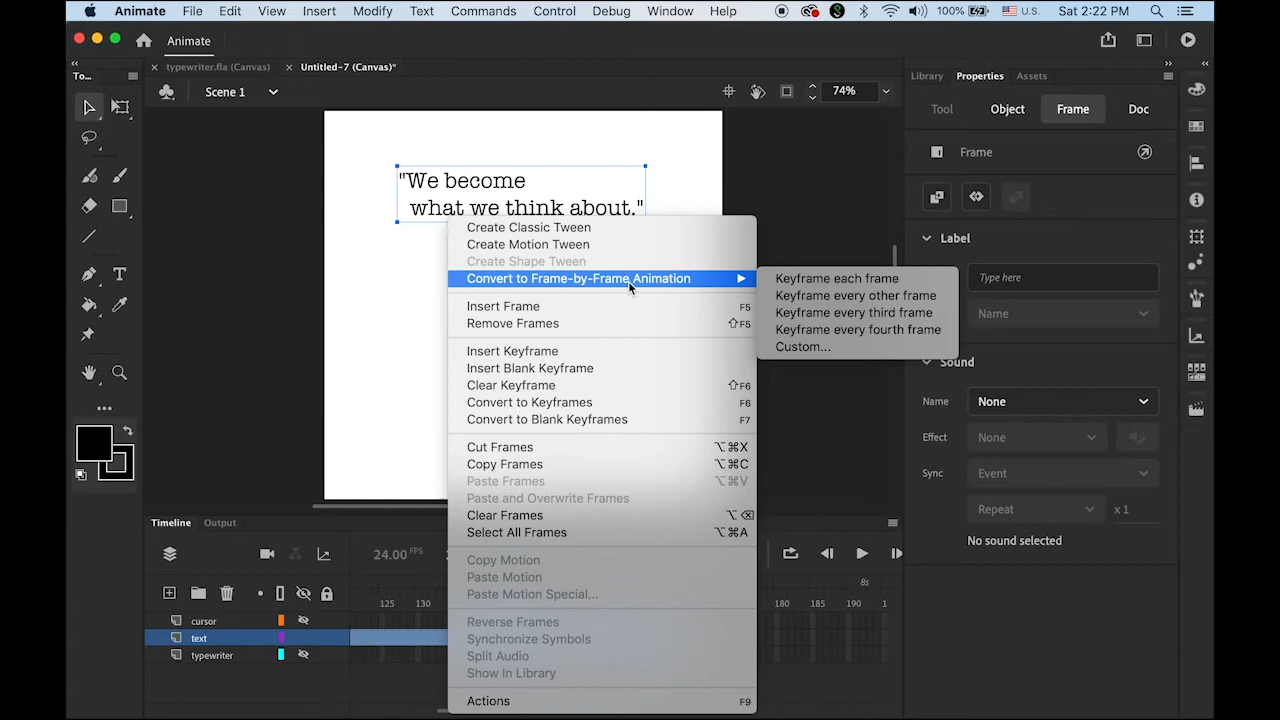 Animate File Edit View Insert Modify Text Commands Control Debug Window Help 100% U.S. Sat 2:22 PM
Animate
To...
typewriter.fla (Canvas) Untitled-7 (Canvas)*
Library Properties Assets
Scene 1 74%
Tool Object Frame Doc
Frame
"We become
what we think about."
Create Classic Tween
Create Motion Tween
Create Shape Tween
Convert to Frame-by-Frame Animation
Keyframe each frame
Keyframe every other frame
Keyframe every third frame
Keyframe every fourth frame
Custom...
Insert Frame F5
Remove Frames ⇧F5
Insert Keyframe
Insert Blank Keyframe
Clear Keyframe ⇧F6
Convert to Keyframes F6
Convert to Blank Keyframes F7
Cut Frames ⌥⌘X
Copy Frames ⌥⌘C
Paste Frames ⌥⌘V
Paste and Overwrite Frames
Clear Frames ⌥⌫
Select All Frames ⌥⌘A
Copy Motion
Paste Motion
Paste Motion Special...
Reverse Frames
Synchronize Symbols
Split Audio
Show In Library
Actions F9
Label
Type here
Name
Sound
Name None
Effect None
Sync Event
Repeat x 1
No sound selected
Timeline Output
24.00 FPS
8s
125 130 180 185 190 1
cursor
text
typewriter